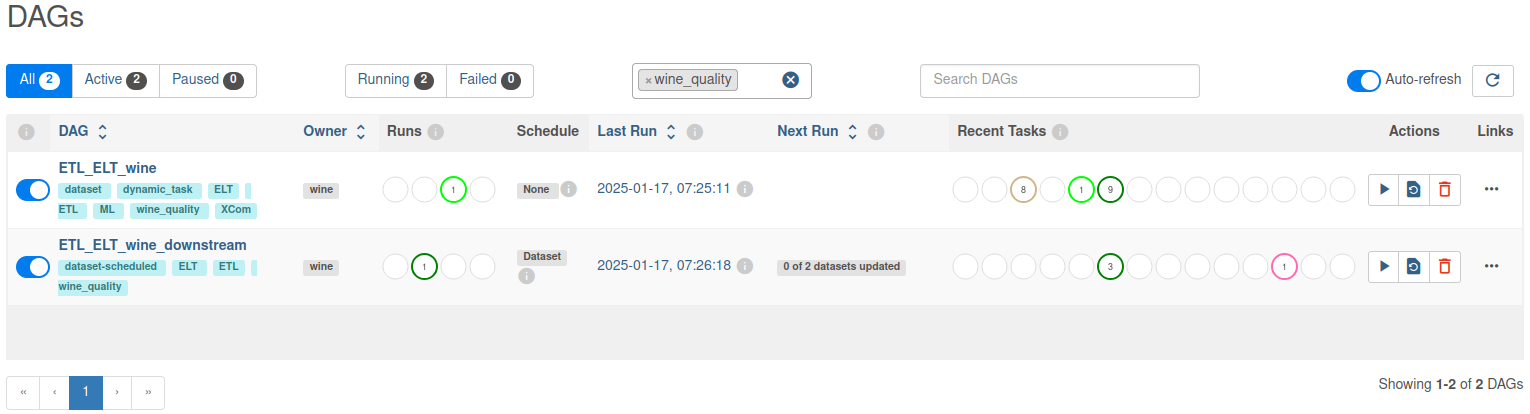 DAGs
All 2 Active 2 Paused 0 Running 2 Failed 0 × wine_quality Search DAGs Auto-refresh
i DAG Owner Runs i Schedule Last Run i Next Run i Recent Tasks i Actions Links
ETL_ELT_wine
dataset dynamic_task ELT wine 1 None i 2025-01-17, 07:25:11 i 8 1 9 ...
ETL ML wine_quality XCom
ETL_ELT_wine_downstream
dataset-scheduled ELT ETL wine 1 Dataset i 2025-01-17, 07:26:18 i 0 of 2 datasets updated 3 1 ...
wine_quality
« ‹ 1 › » Showing 1-2 of 2 DAGs